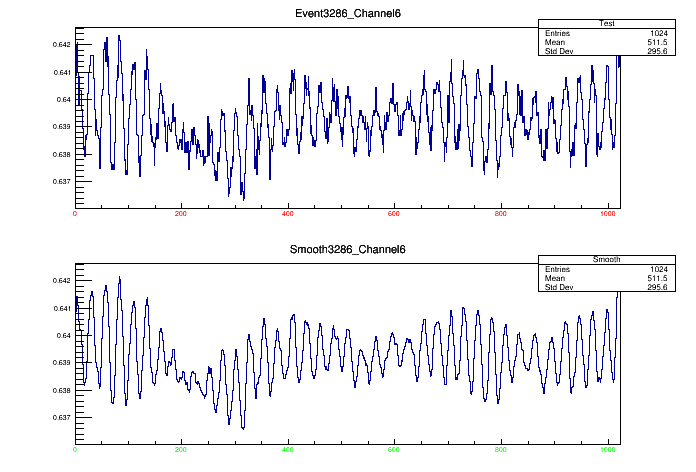 Event3286_Channel6
Test
Entries 1024
Mean 511.5
Std Dev 295.6
0.642
0.641
0.64
0.639
0.638
0.637
0 200 400 600 800 1000
Smooth3286_Channel6
Smooth
Entries 1024
Mean 511.5
Std Dev 295.6
0.642
0.641
0.64
0.639
0.638
0.637
0 200 400 600 800 1000